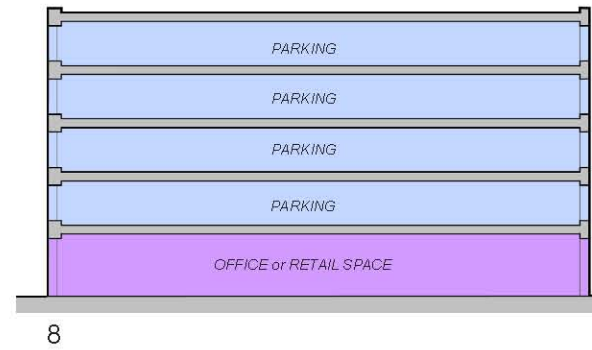 PARKING
PARKING
PARKING
PARKING
OFFICE or RETAIL SPACE
8